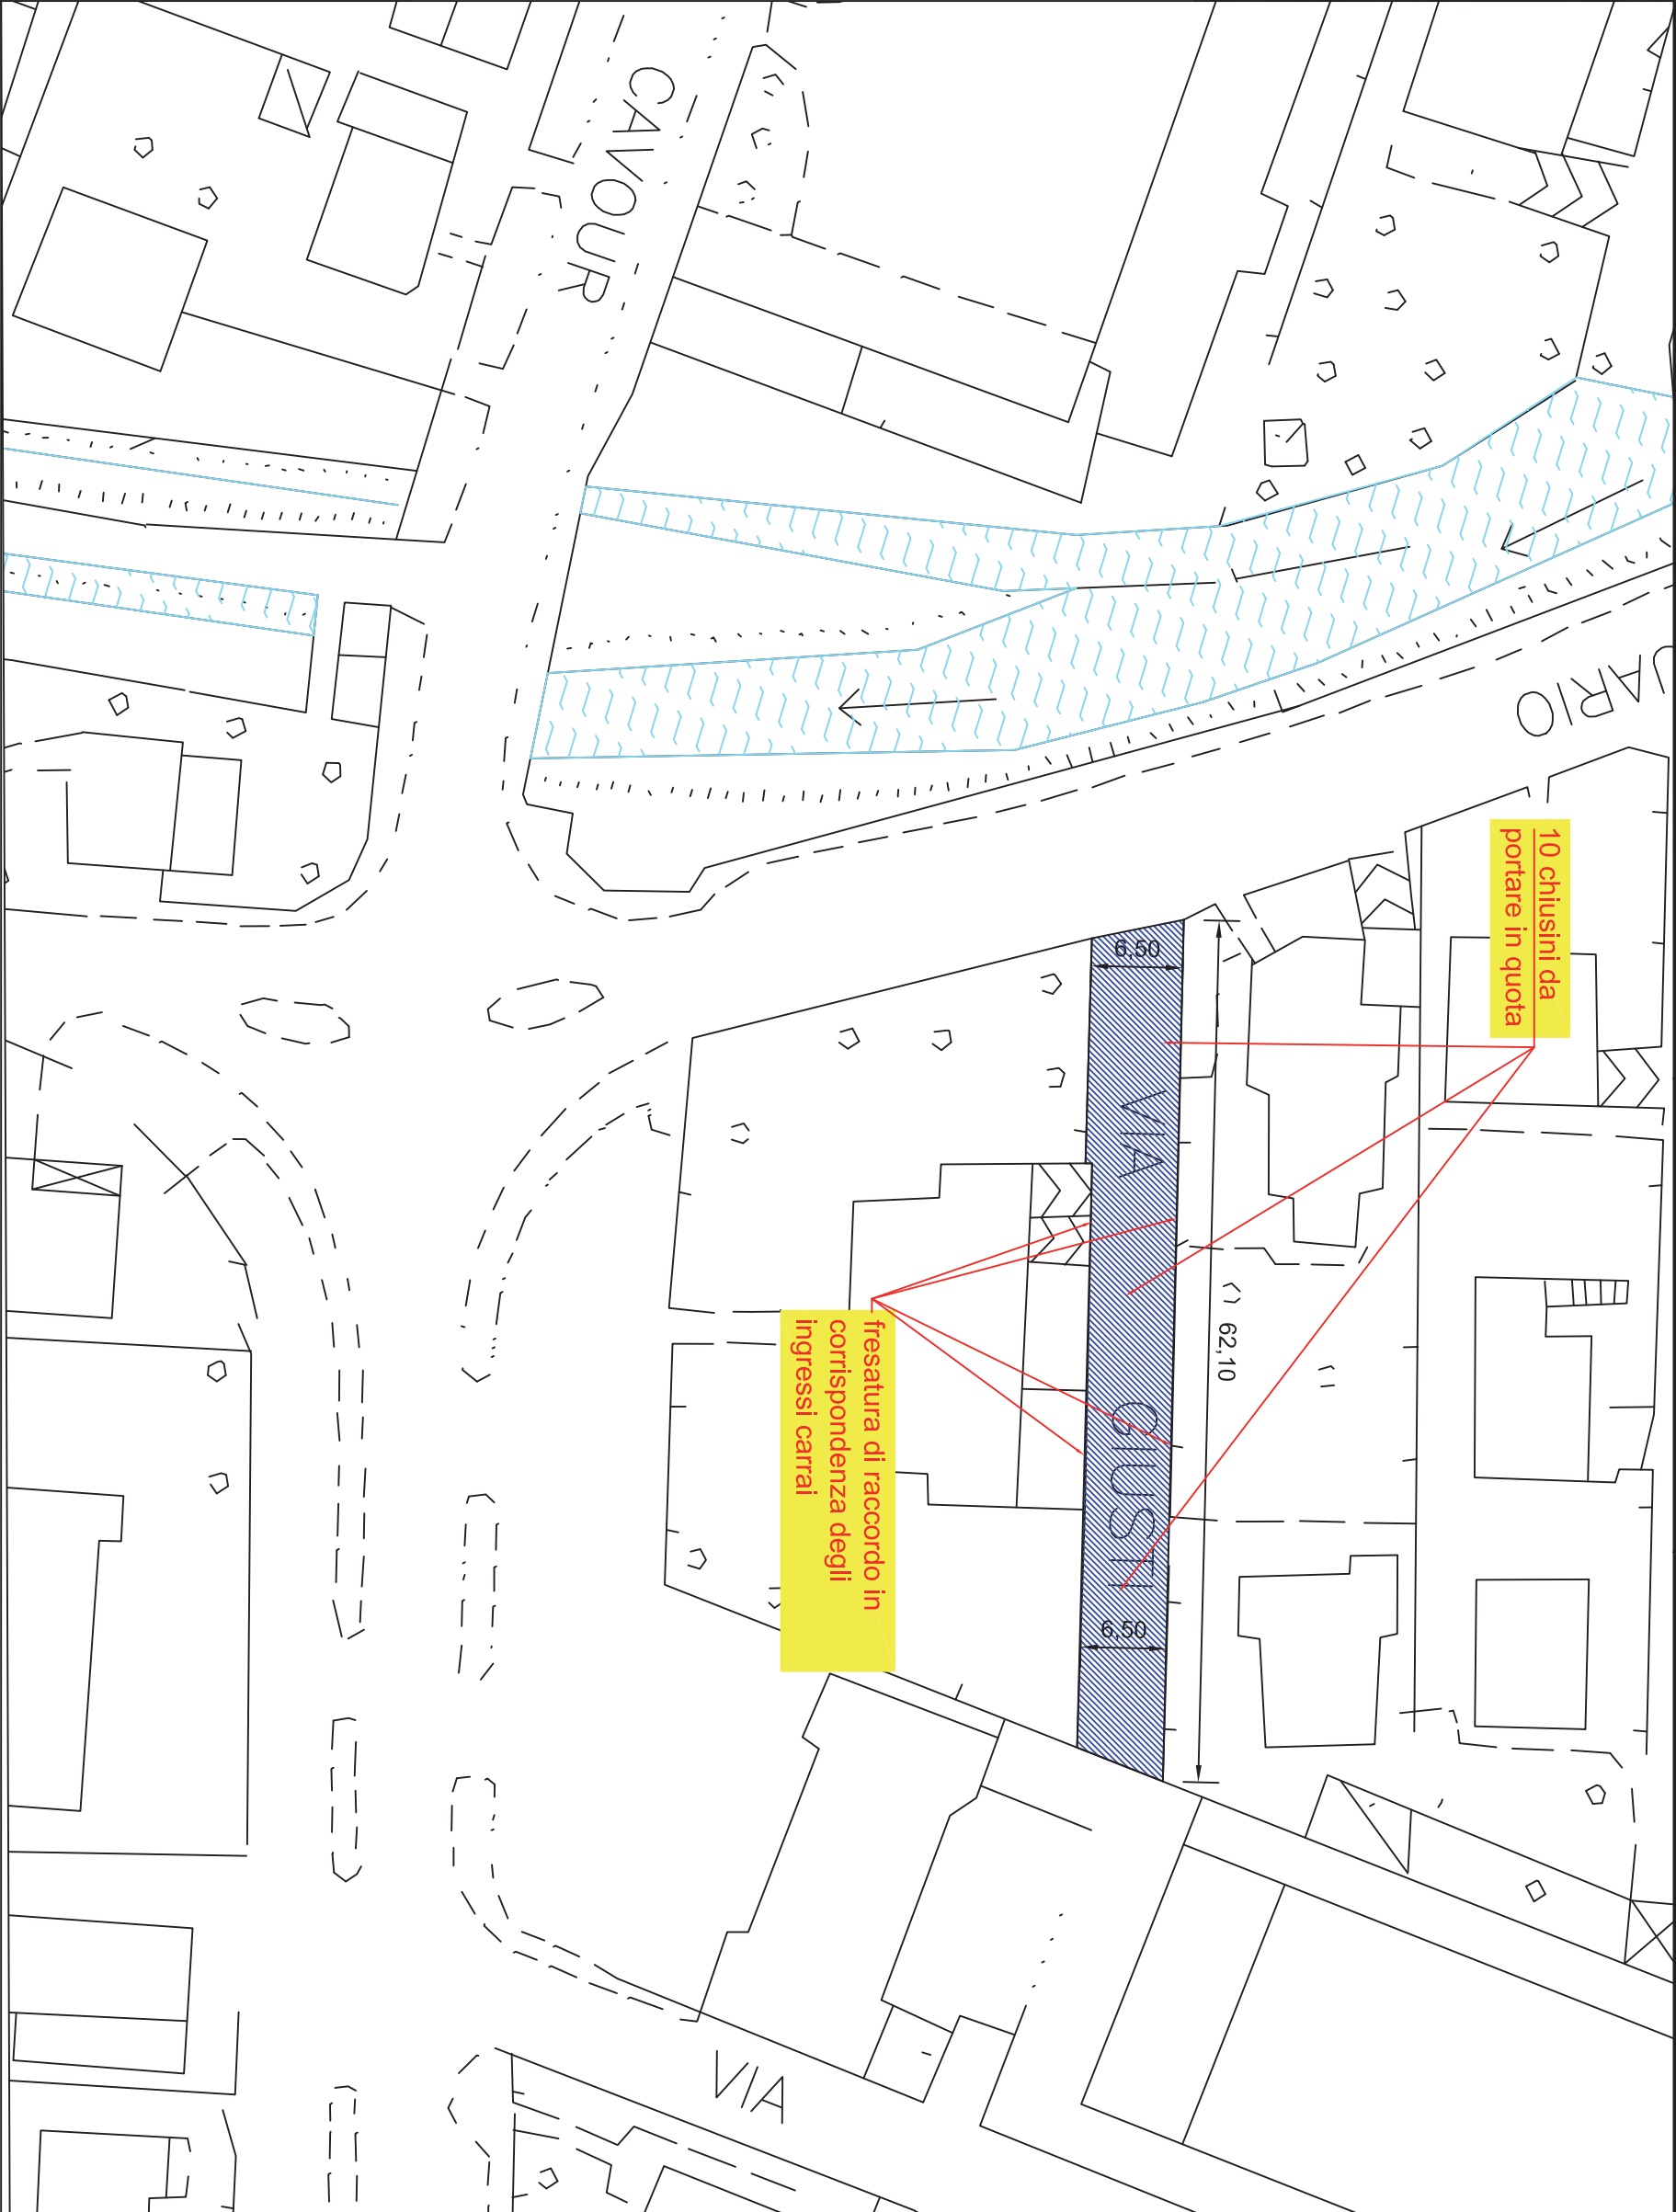 CAVOUR
VARIO
10 chiusini da
portare in quota
6,50
VIA
GIUSTI
62,10
6,50
fresatura di raccordo in
corrispondenza degli
ingressi carrai
VIA